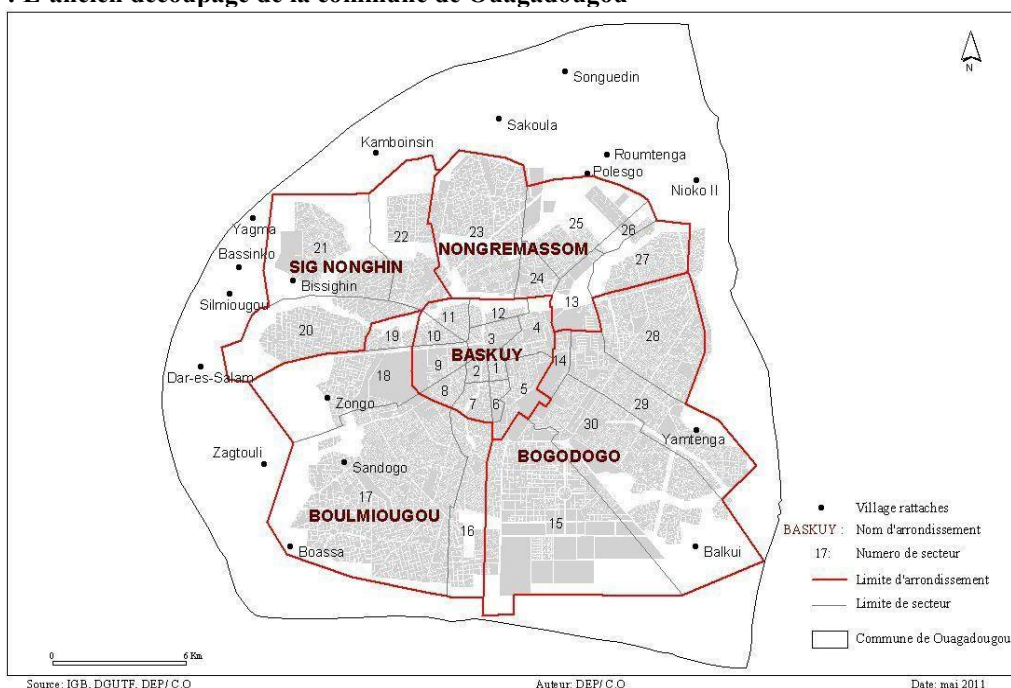 : L'ancien découpage de la commune de Ouagadougou
N
Songuedin
Sakoula
Kamboinsin
Roumtenga
Polesgo
Nioko II
Yagma
Bassinko
Silmiougou
Bissighin
Dar-es-Salam
Zongo
Zagtouli
Sandogo
Boassa
Yamtenga
Balkui
SIG NONGHIN
NONGREMASSOM
BASKUY
BOULMIOUGOU
BOGODOGO
21
22
23
25
26
24
27
13
20
19
11
12
10
3
4
28
18
9
2
1
14
8
7
6
5
29
30
17
16
15
Village rattaches
BASKUY : Nom d'arrondissement
17: Numero de secteur
Limite d'arrondissement
Limite de secteur
Commune de Ouagadougou
0 6 Km
Source: IGB, DGUTF, DEP/ C.O Auteur: DEP/ C.O Date: mai 2011